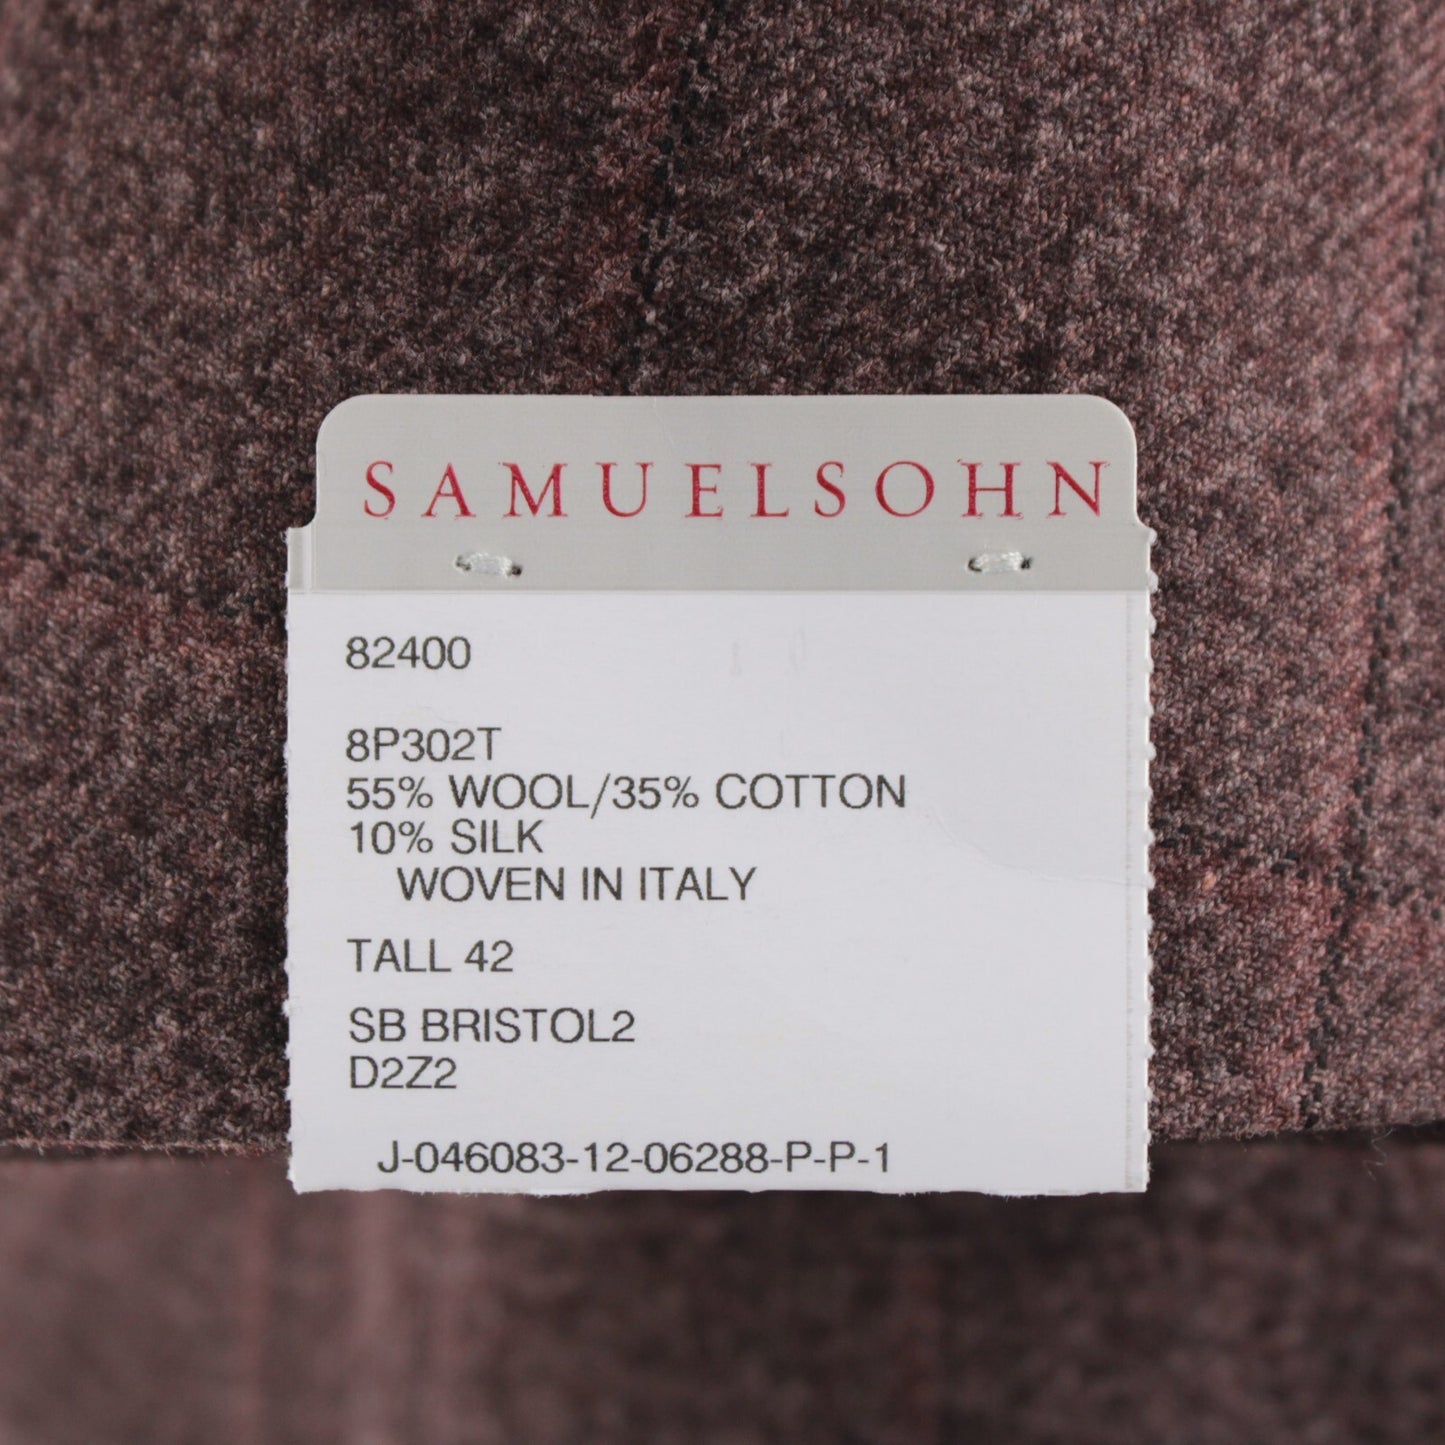 SAMUELSOHN
82400
8P302T
55% WOOL/35% COTTON
10% SILK
WOVEN IN ITALY
TALL 42
SB BRISTOL2
D2Z2
J-046083-12-06288-P-P-1